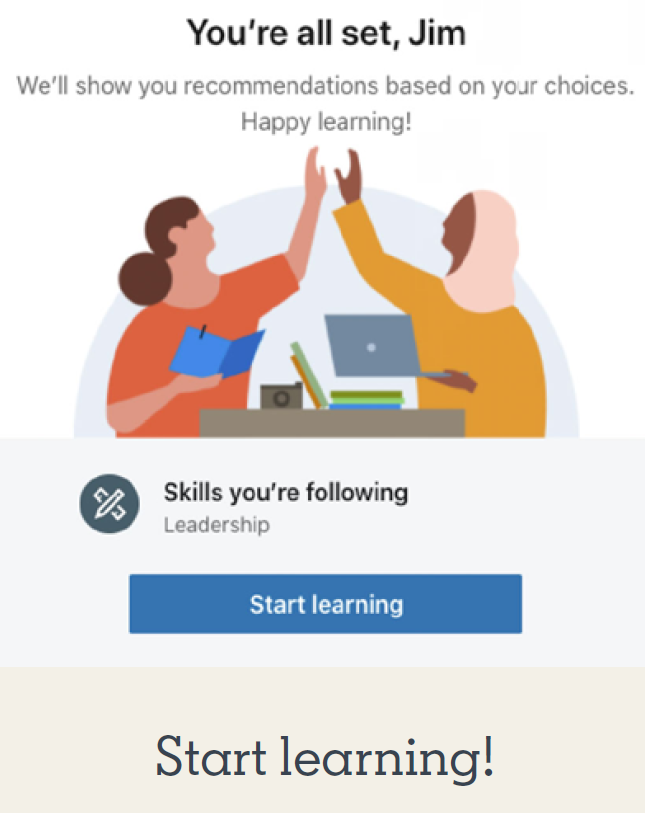 You're all set, Jim
We'll show you recommendations based on your choices.
Happy learning!
Skills you're following
Leadership
Start learning
Start learning!